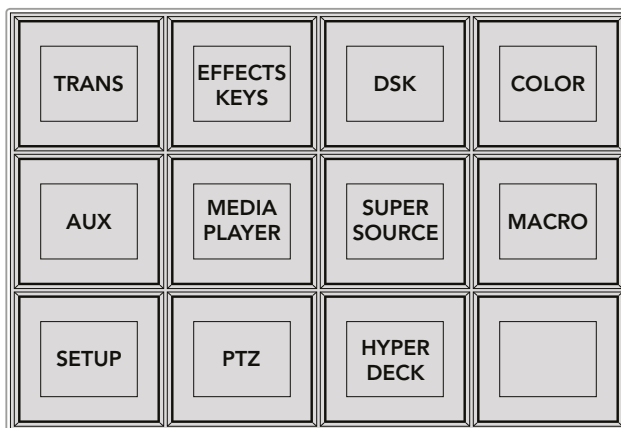 TRANS
EFFECTS
KEYS
DSK
COLOR
AUX
MEDIA
PLAYER
SUPER
SOURCE
MACRO
SETUP
PTZ
HYPER
DECK